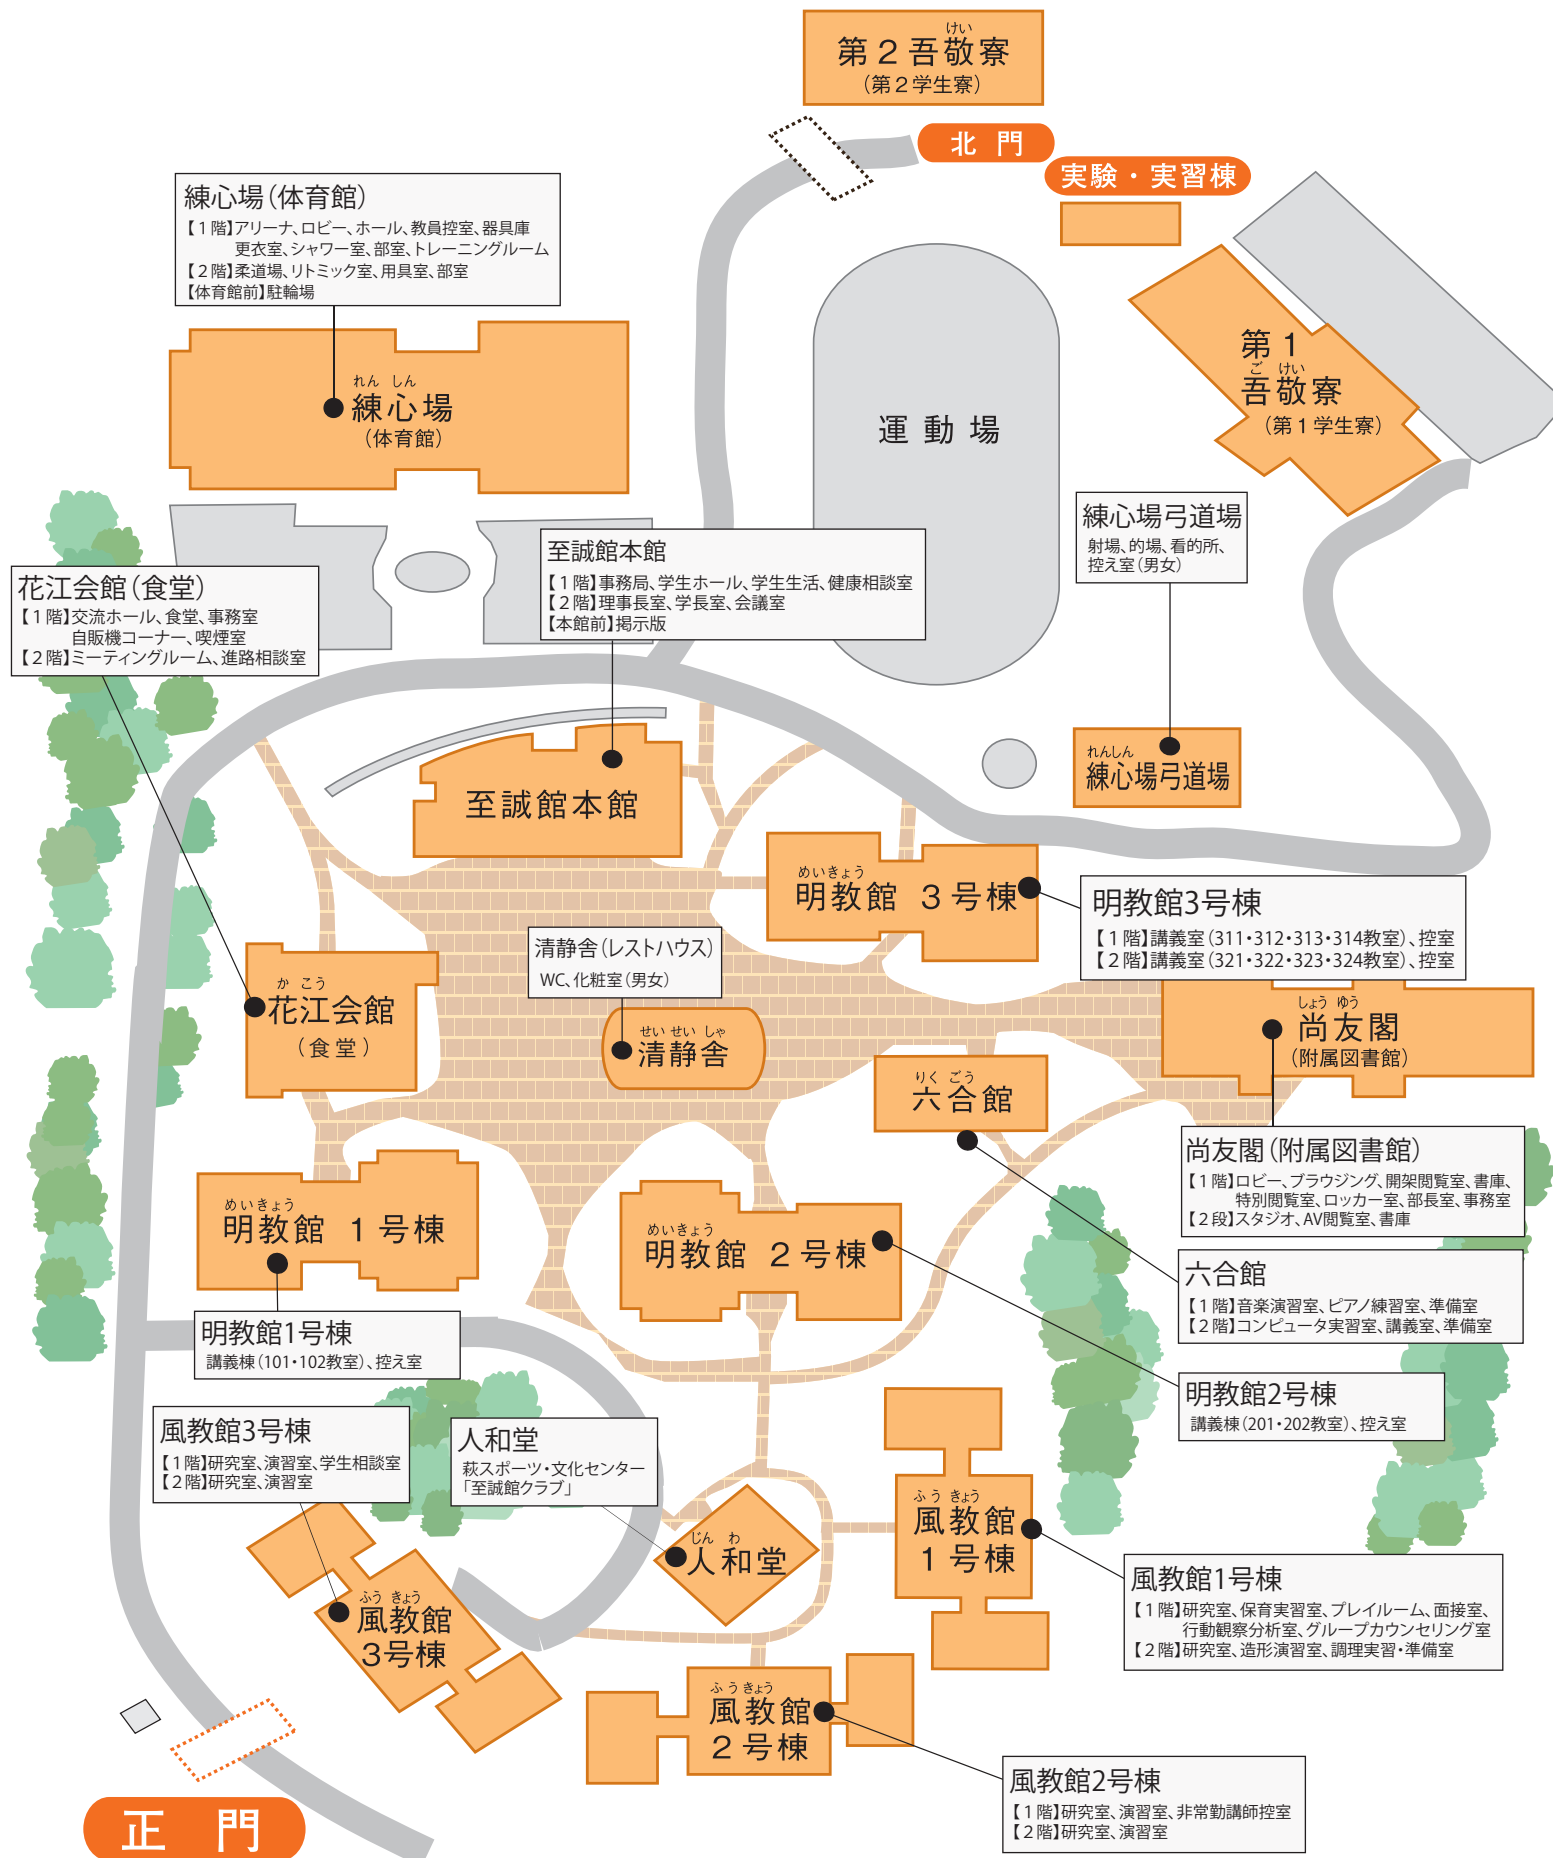 けい
第２吾敬寮
（第２学生寮）
北 門
実験・実習棟
練心場（体育館）
【１階】アリーナ、ロビー、ホール、教員控室、器具庫
更衣室、シャワー室、部室、トレーニングルーム
【２階】柔道場、リトミック室、用具室、部室
【体育館前】駐輪場
れん しん
練心場
（体育館）
運 動 場
第１
ご けい
吾敬寮
（第１学生寮）
練心場弓道場
射場、的場、看的所、
控え室（男女）
至誠館本館
【１階】事務局、学生ホール、学生生活、健康相談室
【２階】理事長室、学長室、会議室
【本館前】掲示版
花江会館（食堂）
【１階】交流ホール、食堂、事務室
自販機コーナー、喫煙室
【２階】ミーティングルーム、進路相談室
れんしん
練心場弓道場
至誠館本館
めいきょう
明教館 ３号棟
明教館3号棟
【１階】講義室（311・312・313・314教室）、控室
【２階】講義室（321・322・323・324教室）、控室
清静舎（レストハウス）
WC、化粧室（男女）
か こう
花江会館
（食堂）
せい せい しゃ
清静舎
しょう ゆう
尚友閣
（附属図書館）
りく ごう
六合館
尚友閣（附属図書館）
【１階】ロビー、ブラウジング、開架閲覧室、書庫、
特別閲覧室、ロッカー室、部長室、事務室
【２段】スタジオ、AV閲覧室、書庫
めいきょう
明教館 １号棟
めいきょう
明教館 ２号棟
六合館
【１階】音楽演習室、ピアノ練習室、準備室
【２階】コンピュータ実習室、講義室、準備室
明教館1号棟
講義棟（101・102教室）、控え室
明教館2号棟
講義棟（201・202教室）、控え室
風教館3号棟
【１階】研究室、演習室、学生相談室
【２階】研究室、演習室
人和堂
萩スポーツ・文化センター
「至誠館クラブ」
ふう きょう
風教館
１号棟
じん わ
人和堂
風教館1号棟
【１階】研究室、保育実習室、プレイルーム、面接室、
行動観察分析室、グループカウンセリング室
【２階】研究室、造形演習室、調理実習・準備室
ふう きょう
風教館
３号棟
ふうきょう
風教館
２号棟
風教館2号棟
【１階】研究室、演習室、非常勤講師控室
【２階】研究室、演習室
正 門